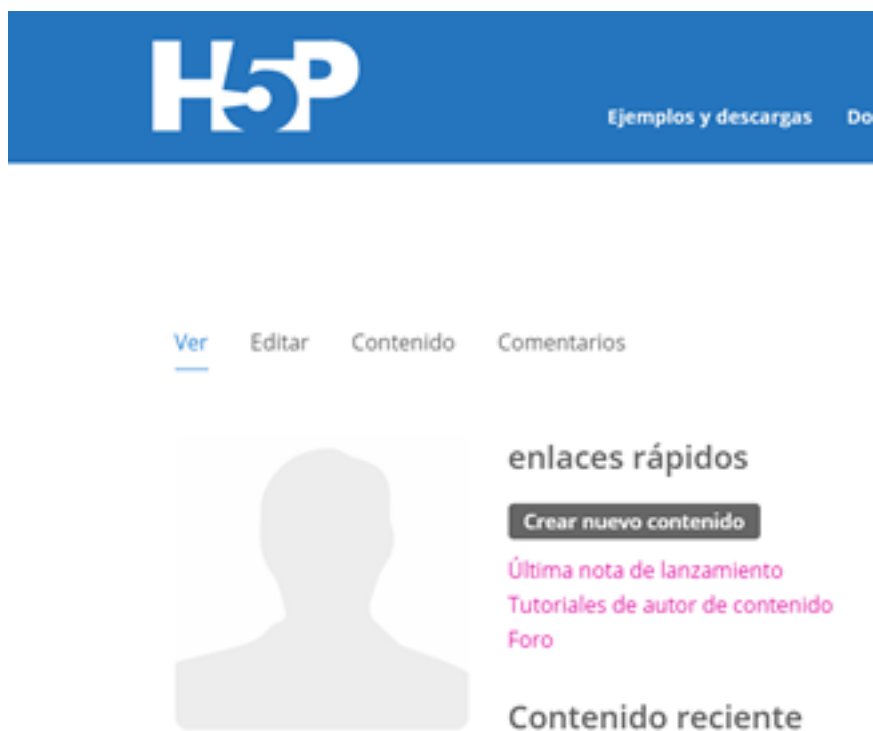 H5P
Ejemplos y descargas
Ver Editar Contenido Comentarios
enlaces rápidos
Crear nuevo contenido
Última nota de lanzamiento
Tutoriales de autor de contenido
Foro
Contenido reciente